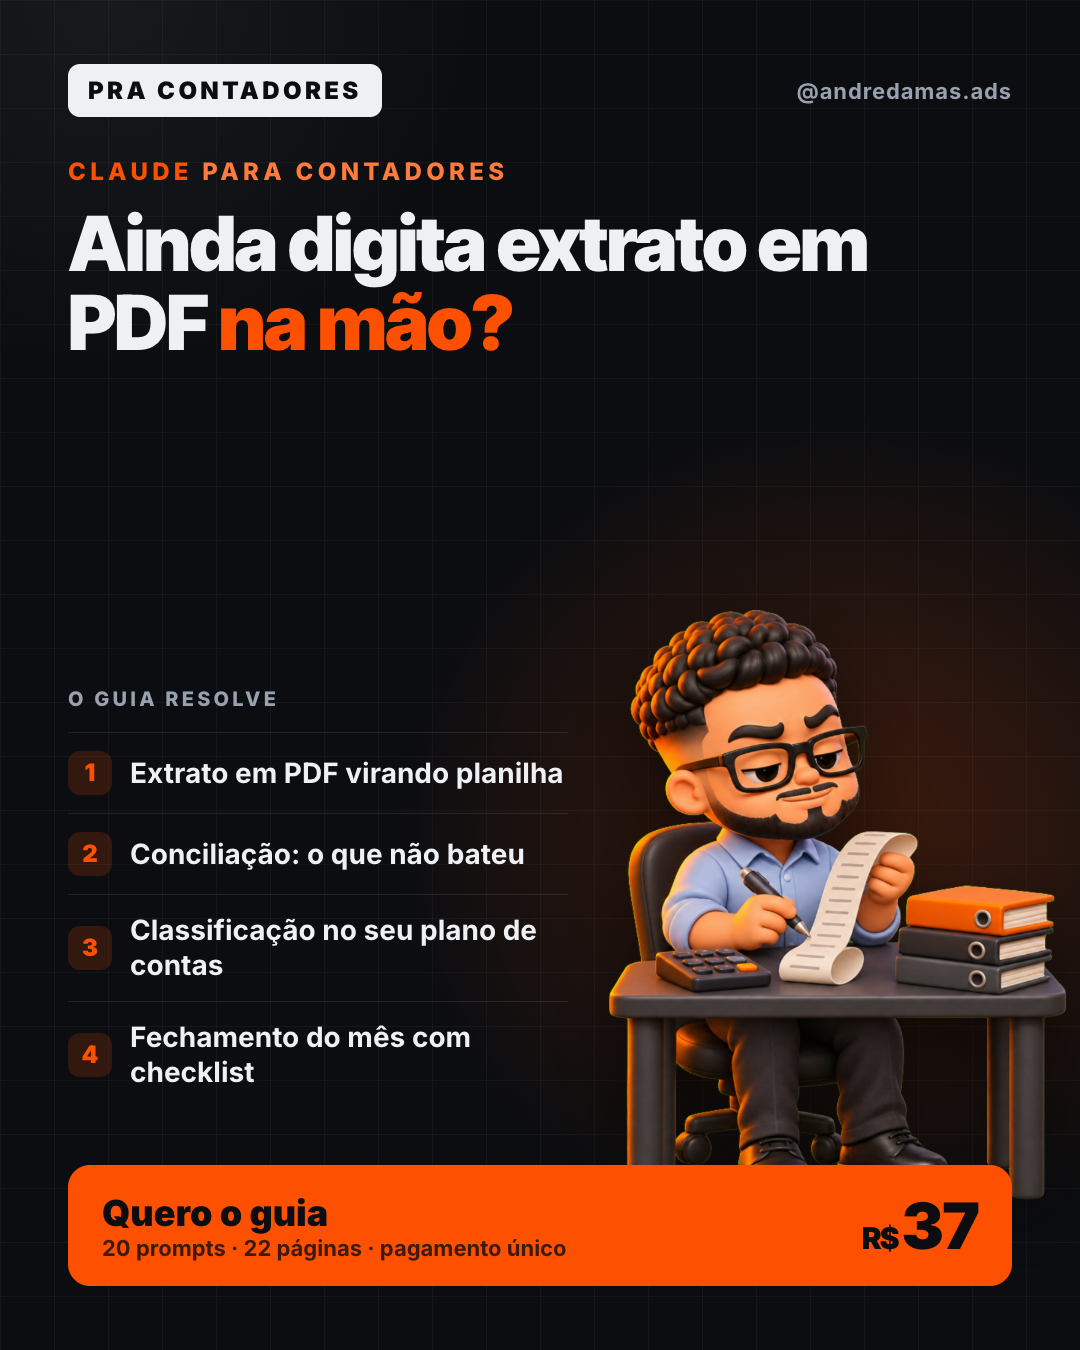 PRA CONTADORES
@andredamas.ads
CLAUDE PARA CONTADORES
Ainda digita extrato em
PDF na mão?
O GUIA RESOLVE
1 Extrato em PDF virando planilha
2 Conciliação: o que não bateu
3 Classificação no seu plano de
contas
4 Fechamento do mês com
checklist
Quero o guia
20 prompts · 22 páginas · pagamento único
R$37